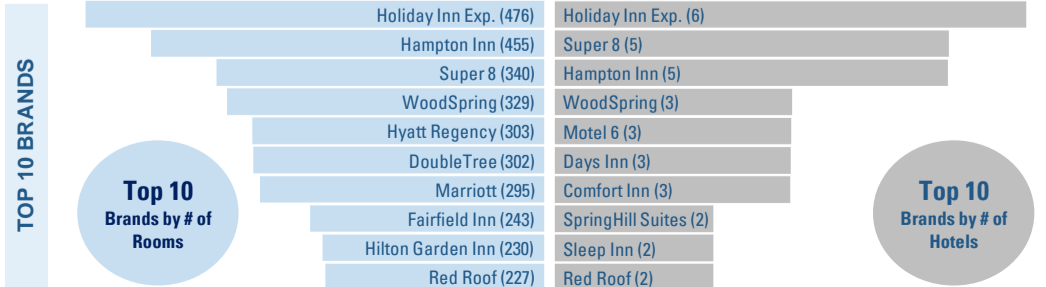 TOP 10 BRANDS
Holiday Inn Exp. (476)
Hampton Inn (455)
Super 8 (340)
WoodSpring (329)
Hyatt Regency (303)
DoubleTree (302)
Marriott (295)
Fairfield Inn (243)
Hilton Garden Inn (230)
Red Roof (227)
Top 10
Brands by # of
Rooms
Holiday Inn Exp. (6)
Super 8 (5)
Hampton Inn (5)
WoodSpring (3)
Motel 6 (3)
Days Inn (3)
Comfort Inn (3)
SpringHill Suites (2)
Sleep Inn (2)
Red Roof (2)
Top 10
Brands by # of
Hotels